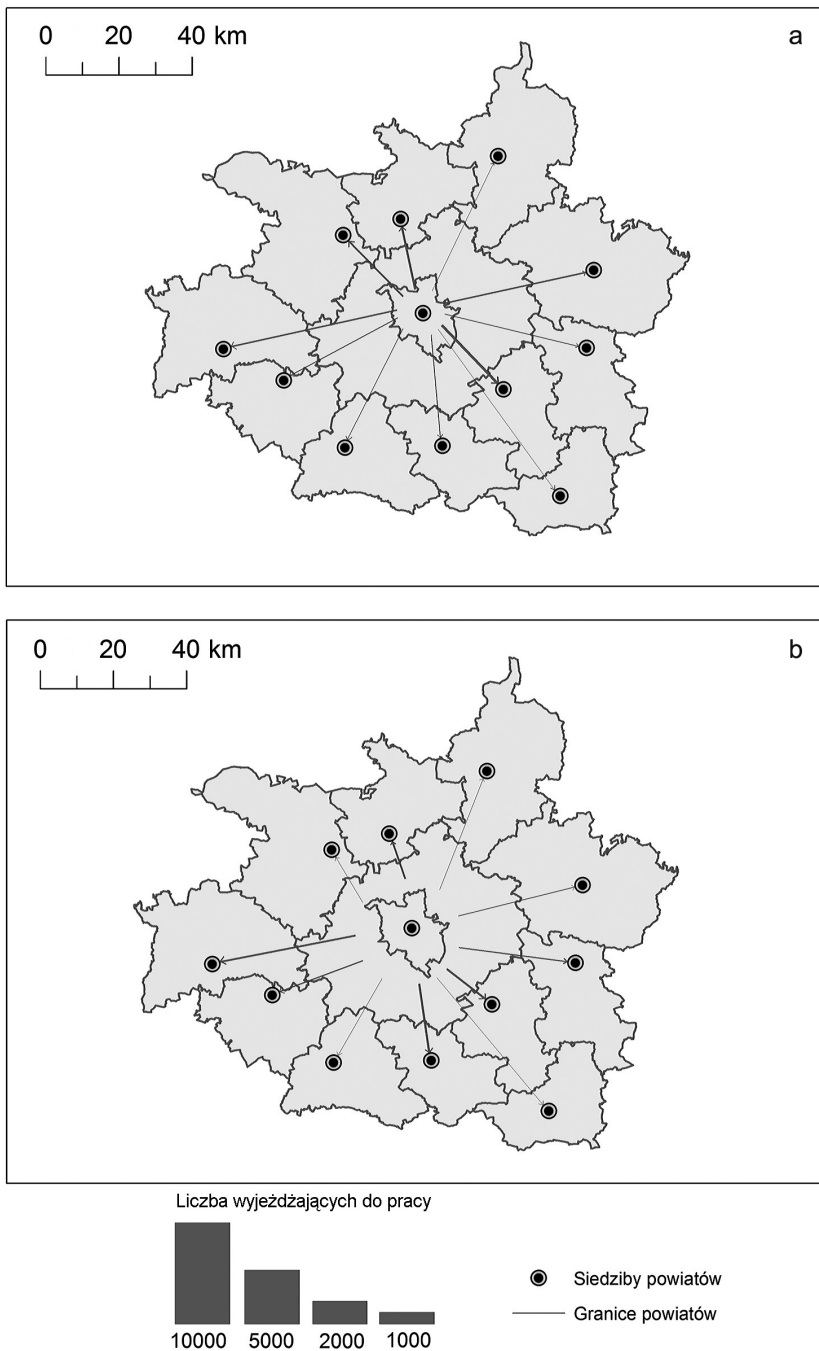 0 20 40 km
a
0 20 40 km
b
Liczba wyjeżdżających do pracy
10000 5000 2000 1000
Siedziby powiatów
Granice powiatów